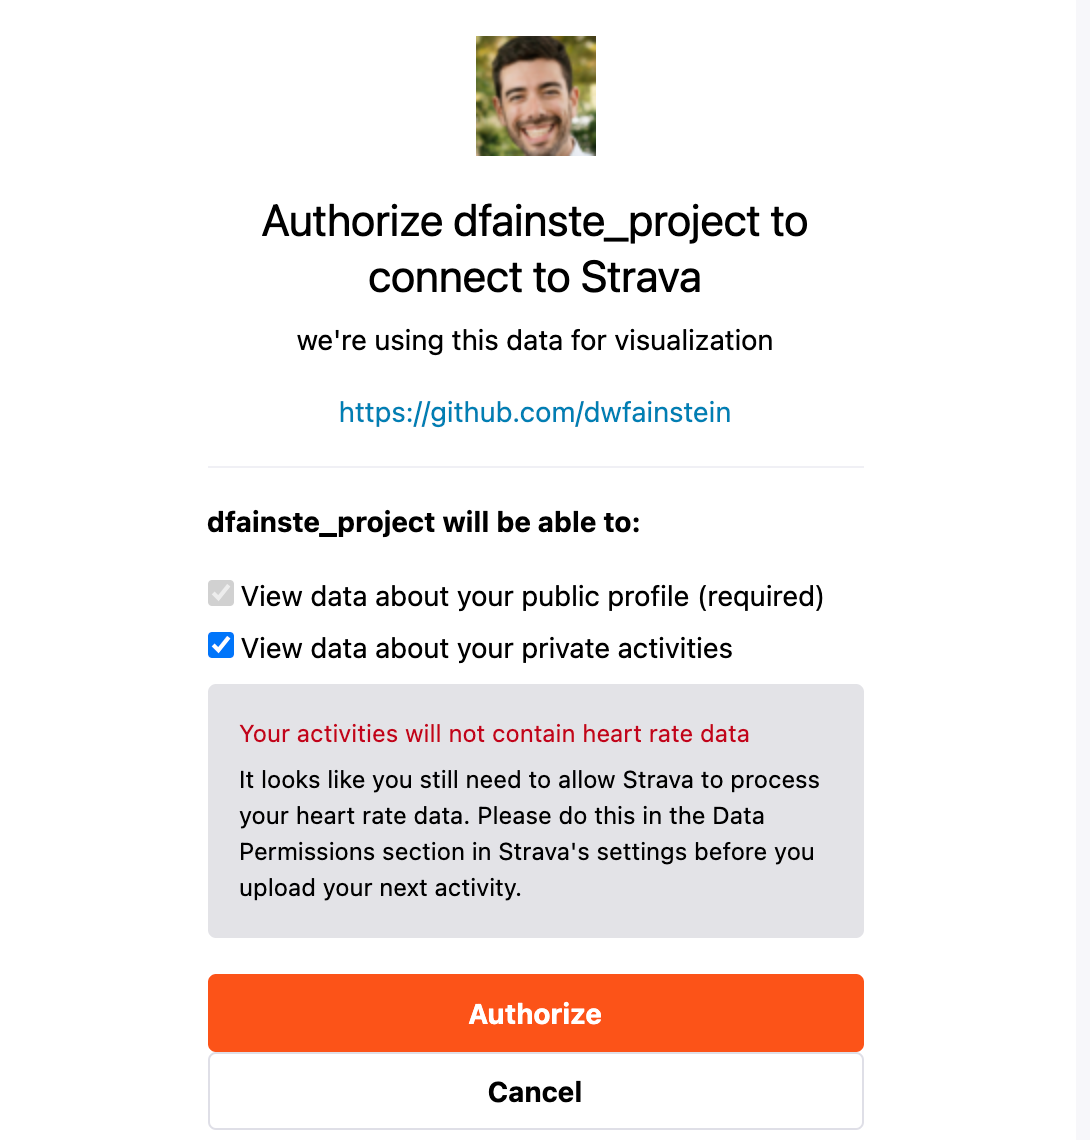 Authorize dfainste_project to
connect to Strava
we're using this data for visualization
https://github.com/dwfainstein
dfainste_project will be able to:
View data about your public profile (required)
View data about your private activities
Your activities will not contain heart rate data
It looks like you still need to allow Strava to process
your heart rate data. Please do this in the Data
Permissions section in Strava's settings before you
upload your next activity.
Authorize
Cancel